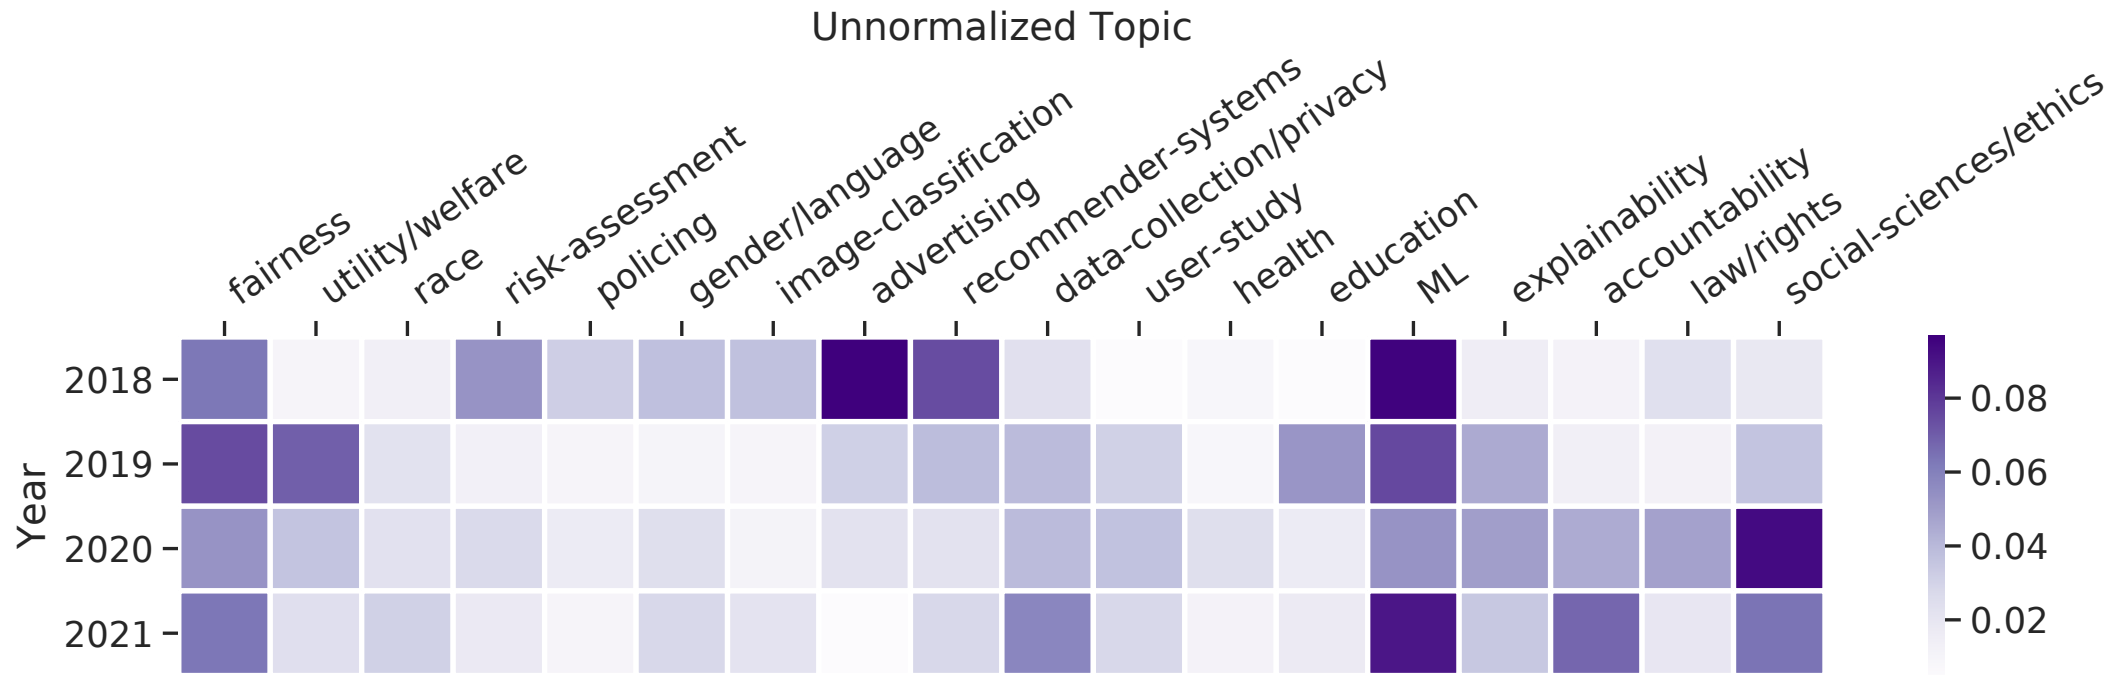 Unnormalized Topic
fairness
utility/welfare
race
risk-assessment
policing
gender/language
image-classification
advertising
recommender-systems
data-collection/privacy
user-study
health
education
ML
explainability
accountability
law/rights
social-sciences/ethics
Year
2018
2019
2020
2021
0.08
0.06
0.04
0.02